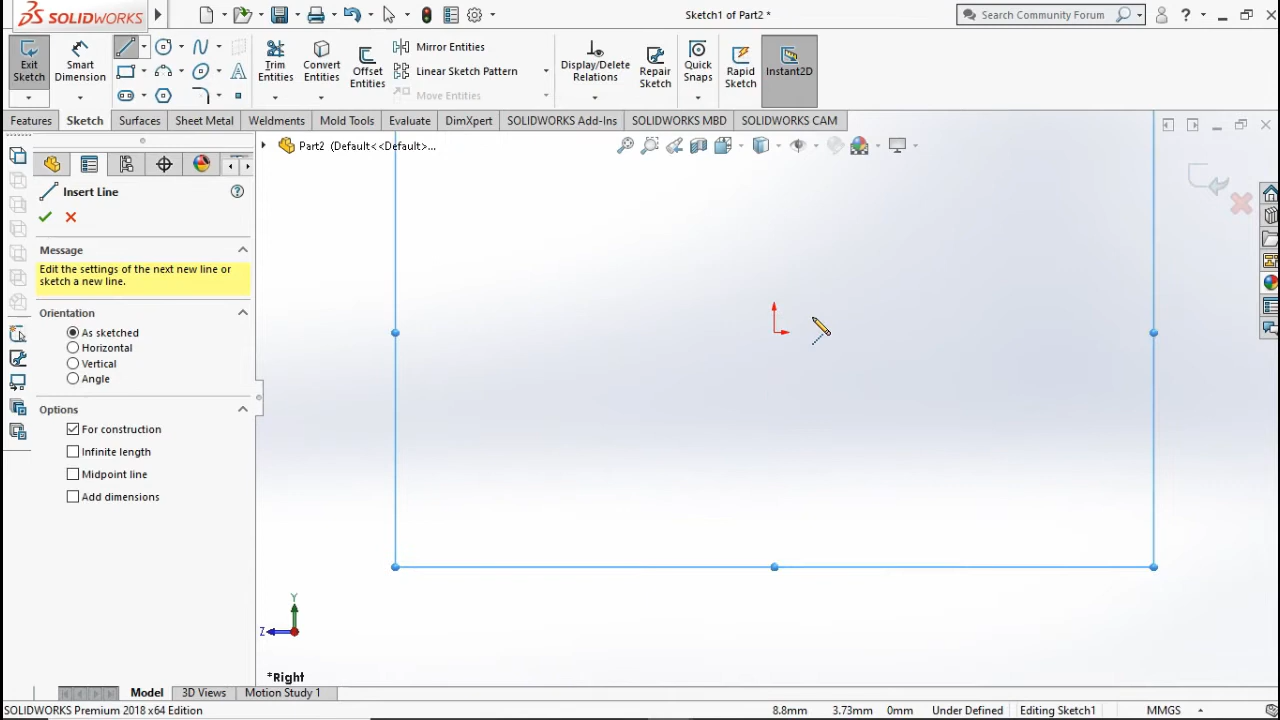 SOLIDWORKS
Sketch1 of Part2 *
Search Community Forum
?
Exit Sketch
Smart Dimension
Trim Entities
Convert Entities
Offset Entities
Mirror Entities
Linear Sketch Pattern
Move Entities
Display/Delete Relations
Repair Sketch
Quick Snaps
Rapid Sketch
Instant2D
Features
Sketch
Surfaces
Sheet Metal
Weldments
Mold Tools
Evaluate
DimXpert
SOLIDWORKS Add-Ins
SOLIDWORKS MBD
SOLIDWORKS CAM
Part2 (Default<<Default>...
Insert Line
?
Message
Edit the settings of the next new line or
sketch a new line.
Orientation
As sketched
Horizontal
Vertical
Angle
Options
For construction
Infinite length
Midpoint line
Add dimensions
Y
Z
*Right
Model
3D Views
Motion Study 1
SOLIDWORKS Premium 2018 x64 Edition
8.8mm
3.73mm
0mm
Under Defined
Editing Sketch1
MMGS